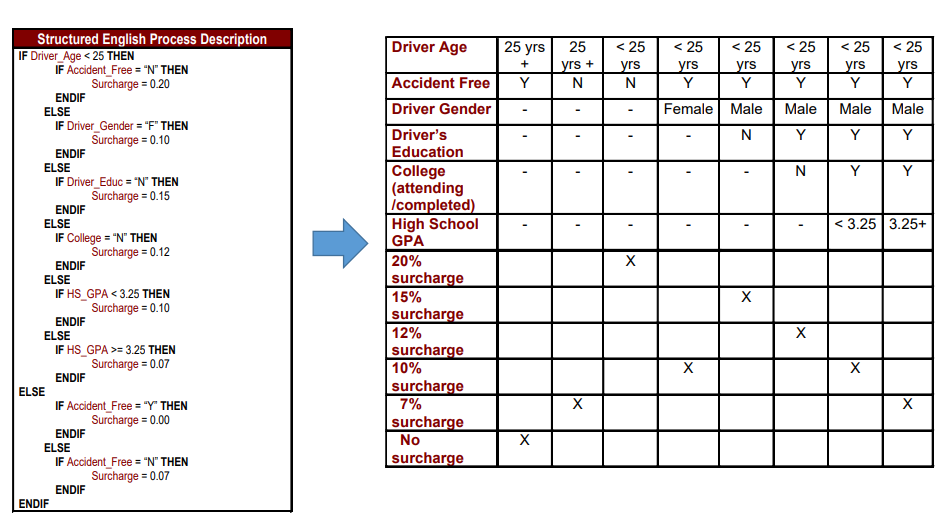 Structured English Process Description
IF Driver_Age < 25 THEN
IF Accident_Free = “N” THEN
Surcharge = 0.20
ENDIF
ELSE
IF Driver_Gender = “F” THEN
Surcharge = 0.10
ENDIF
ELSE
IF Driver_Educ = “N” THEN
Surcharge = 0.15
ENDIF
ELSE
IF College = “N” THEN
Surcharge = 0.12
ENDIF
ELSE
IF HS_GPA < 3.25 THEN
Surcharge = 0.10
ENDIF
ELSE
IF HS_GPA >= 3.25 THEN
Surcharge = 0.07
ENDIF
ELSE
IF Accident_Free = “Y” THEN
Surcharge = 0.00
ENDIF
ELSE
IF Accident_Free = “N” THEN
Surcharge = 0.07
ENDIF
ENDIF
Driver Age 25 yrs 25 < 25 < 25 < 25 < 25 < 25 < 25
+ yrs + yrs yrs yrs yrs yrs yrs
Accident Free Y N N Y Y Y Y Y
Driver Gender - - - Female Male Male Male Male
Driver’s - - - - N Y Y Y
Education
College - - - - - N Y Y
(attending
/completed)
High School - - - - - - < 3.25 3.25+
GPA
20% X
surcharge
15% X
surcharge
12% X
surcharge
10% X X
surcharge
7% X X
surcharge
No X
surcharge